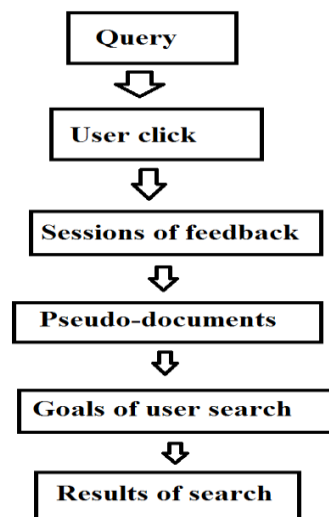 Query
User click
Sessions of feedback
Pseudo-documents
Goals of user search
Results of search